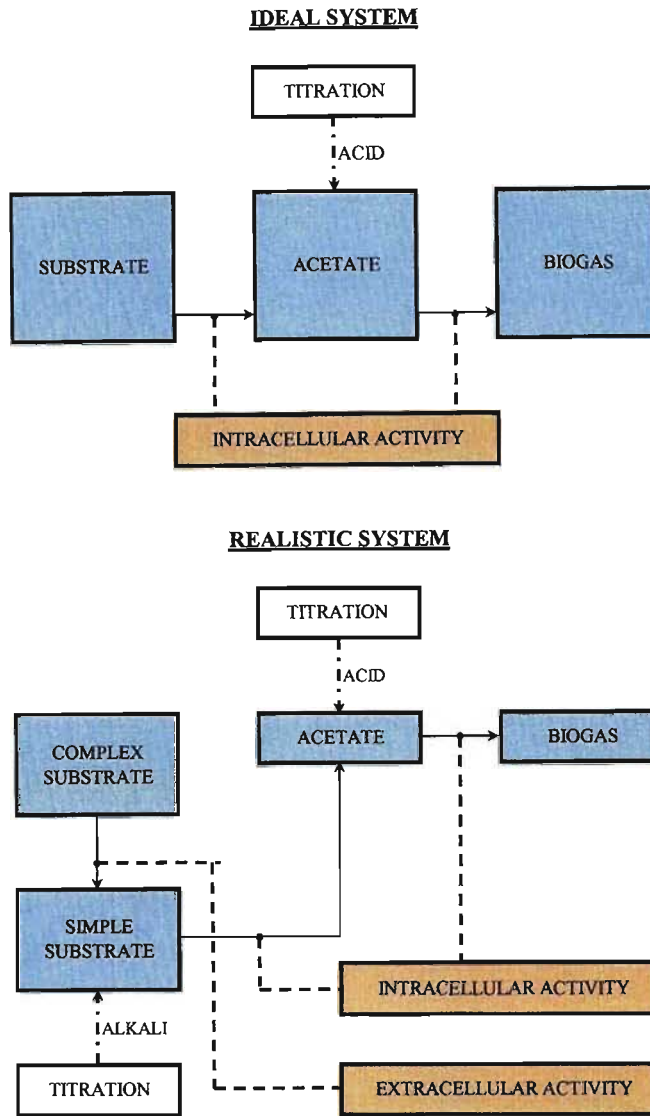 IDEAL SYSTEM
TITRATION
ACID
SUBSTRATE
ACETATE
BIOGAS
INTRACELLULAR ACTIVITY
REALISTIC SYSTEM
TITRATION
ACID
COMPLEX
SUBSTRATE
ACETATE
BIOGAS
SIMPLE
SUBSTRATE
INTRACELLULAR ACTIVITY
ALKALI
TITRATION
EXTRACELLULAR ACTIVITY